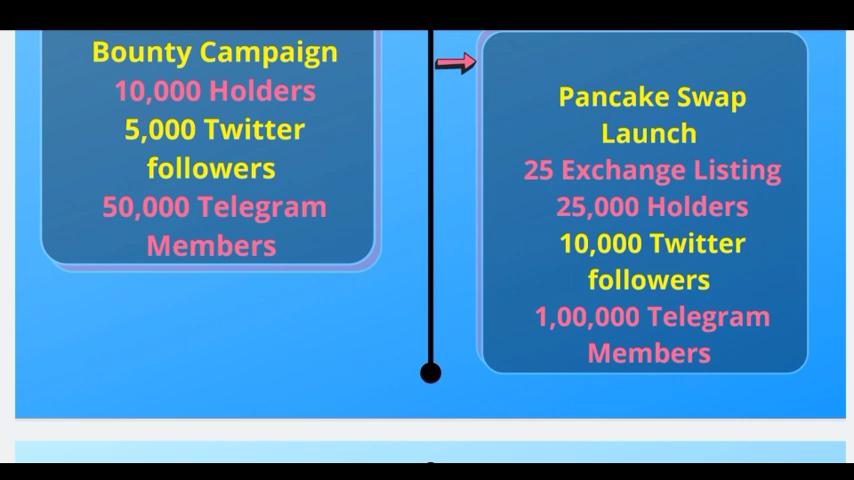 Bounty Campaign
10,000 Holders
5,000 Twitter
followers
50,000 Telegram
Members
Pancake Swap
Launch
25 Exchange Listing
25,000 Holders
10,000 Twitter
followers
1,00,000 Telegram
Members